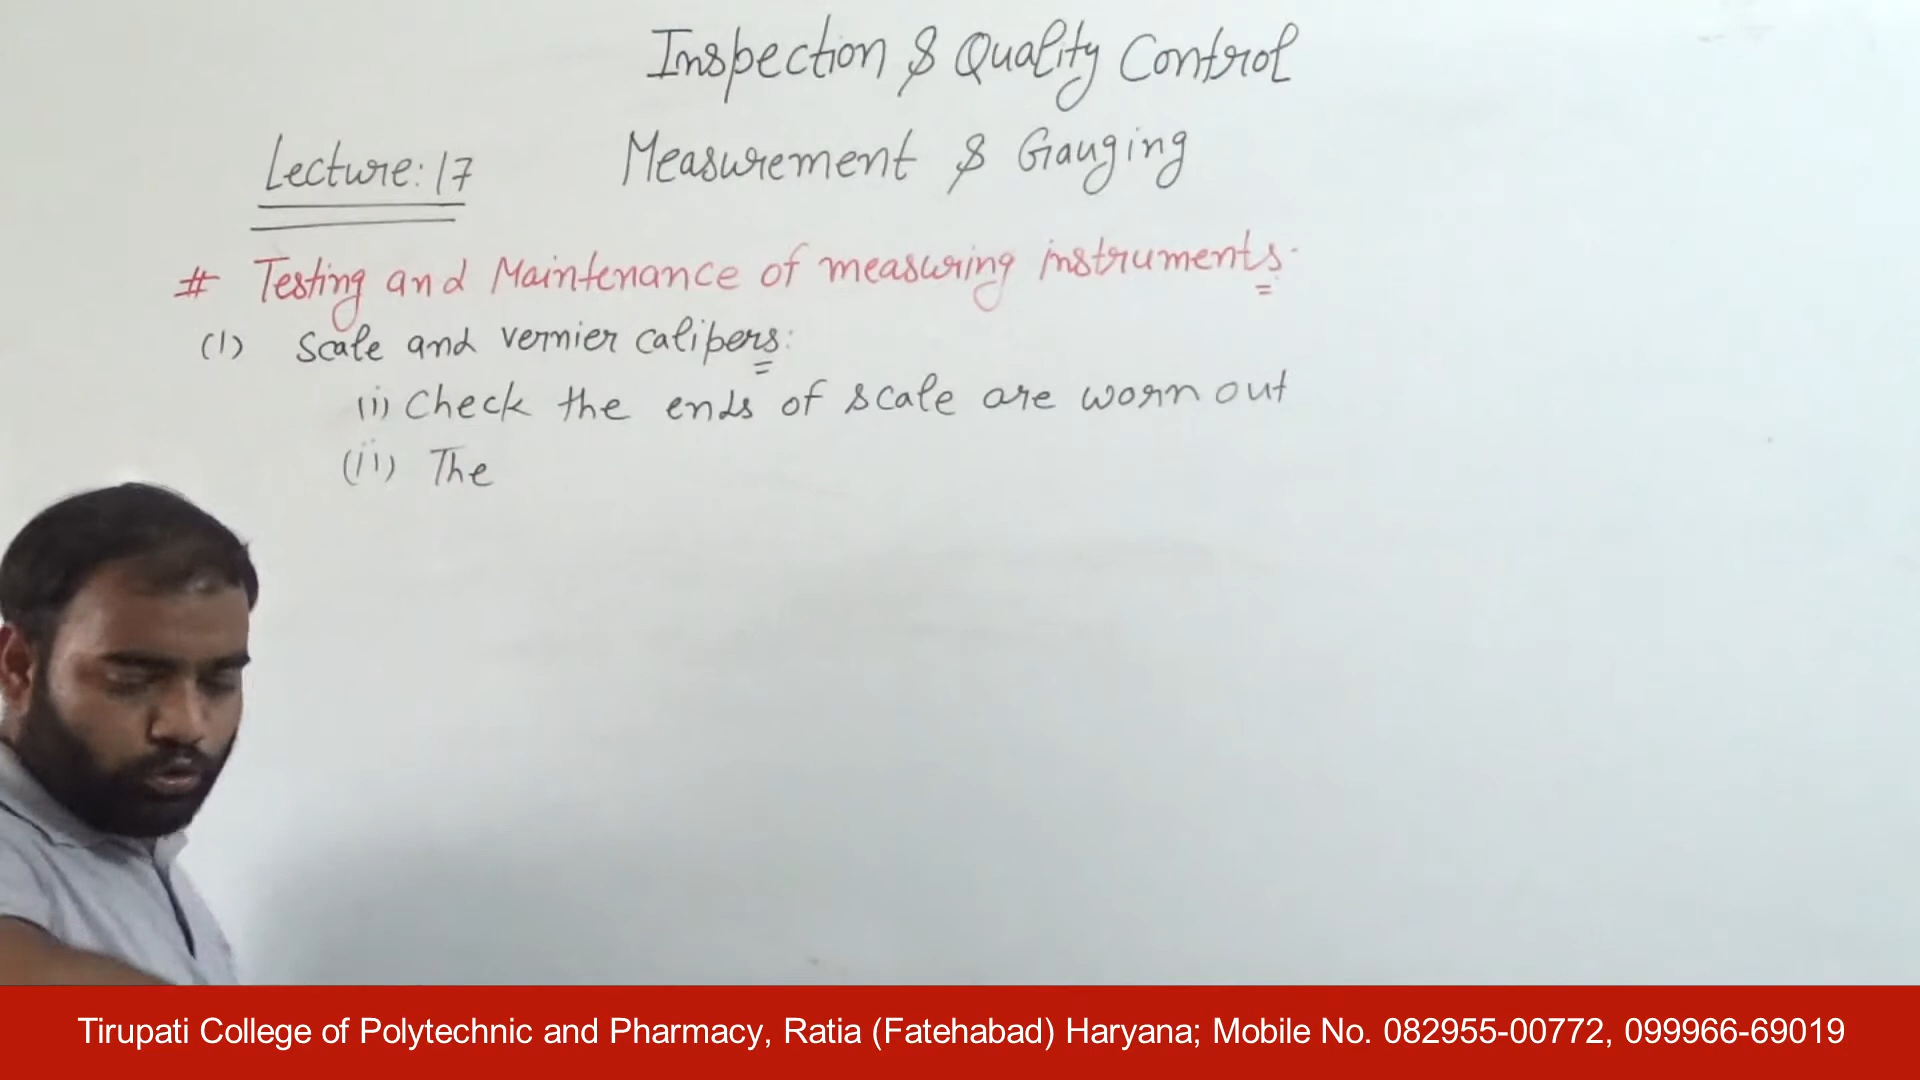 Inspection & Quality Control
Lecture: 17 Measurement & Gauging
# Testing and Maintenance of measuring instruments.
(1) Scale and vernier calipers:
(i) Check the ends of scale are worn out
(ii) The
Tirupati College of Polytechnic and Pharmacy, Ratia (Fatehabad) Haryana; Mobile No. 082955-00772, 099966-69019